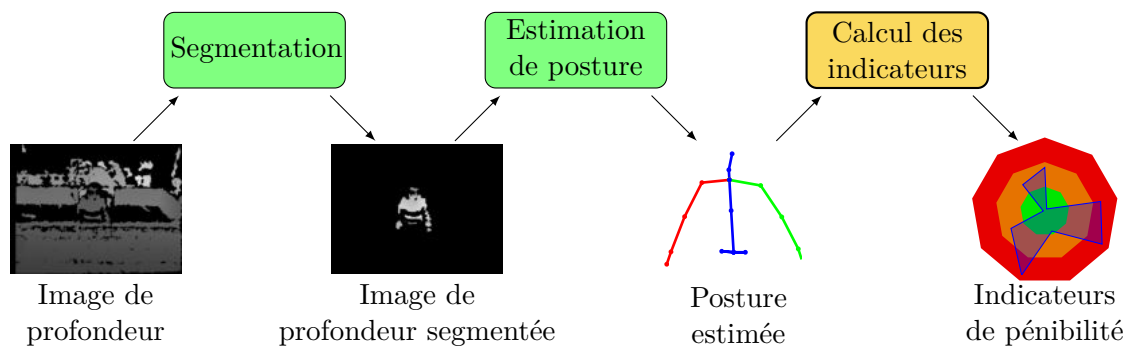 Segmentation
Estimation
de posture
Calcul des
indicateurs
Image de
profondeur
Image de
profondeur segmentée
Posture
estimée
Indicateurs
de pénibilité